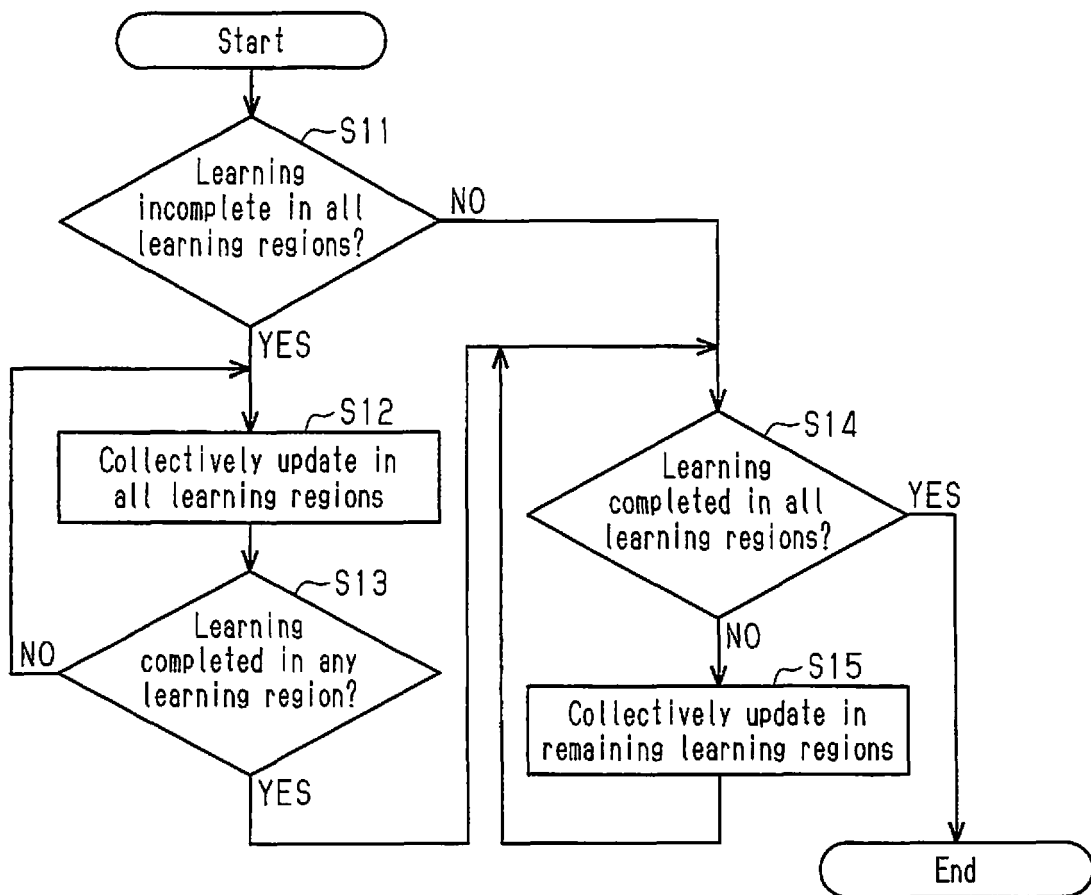 Start
S11
Learning
incomplete in all
learning regions?
NO
YES
S12
Collectively update in
all learning regions
S13
Learning
completed in any
learning region?
NO
YES
S14
Learning
completed in all
learning regions?
YES
NO
S15
Collectively update in
remaining learning regions
End